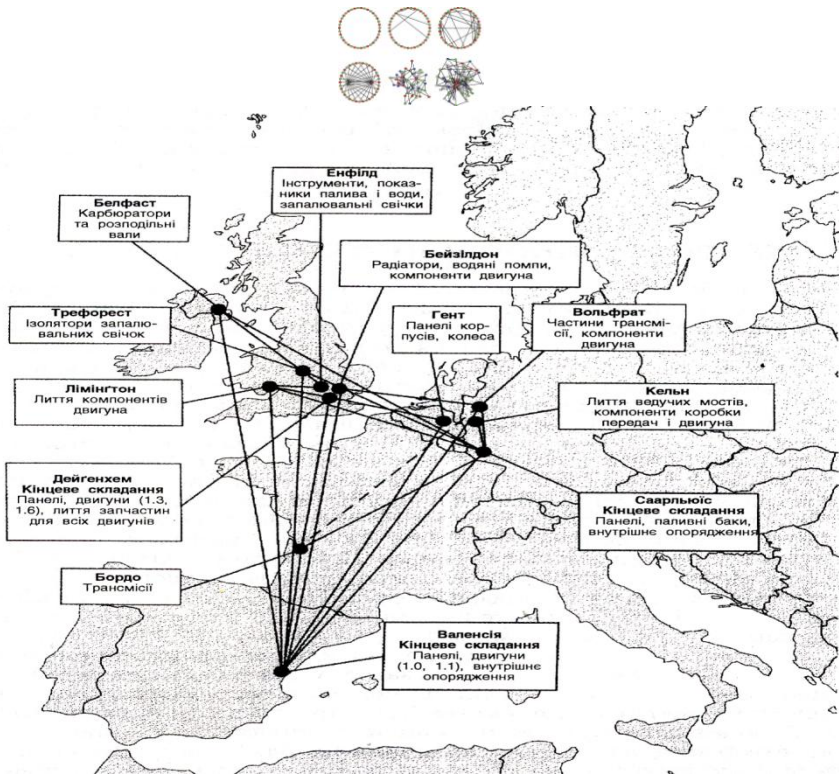 Енфілд
Інструменти, показ-
ники палива і води,
запалювальні свічки
Белфаст
Карбюратори
та розподільні
вали
Бейзілдон
Радіатори, водяні помпи,
компоненти двигуна
Трефорест
Ізолятори запалю-
вальних свічок
Гент
Панелі кор-
пусів, колеса
Вольфрат
Частини трансмі-
сії, компоненти
двигуна
Лімінґтон
Лиття компонентів
двигуна
Кельн
Лиття ведучих мостів,
компоненти коробки
передач і двигуна
Дейґенхем
Кінцеве складання
Панелі, двигуни (1.3,
1.6), лиття запчастин
для всіх двигунів
Саарльюїс
Кінцеве складання
Панелі, паливні баки,
внутрішнє опорядження
Бордо
Трансмісії
Валенсія
Кінцеве складання
Панелі, двигуни
(1.0, 1.1), внутрішнє
опорядження